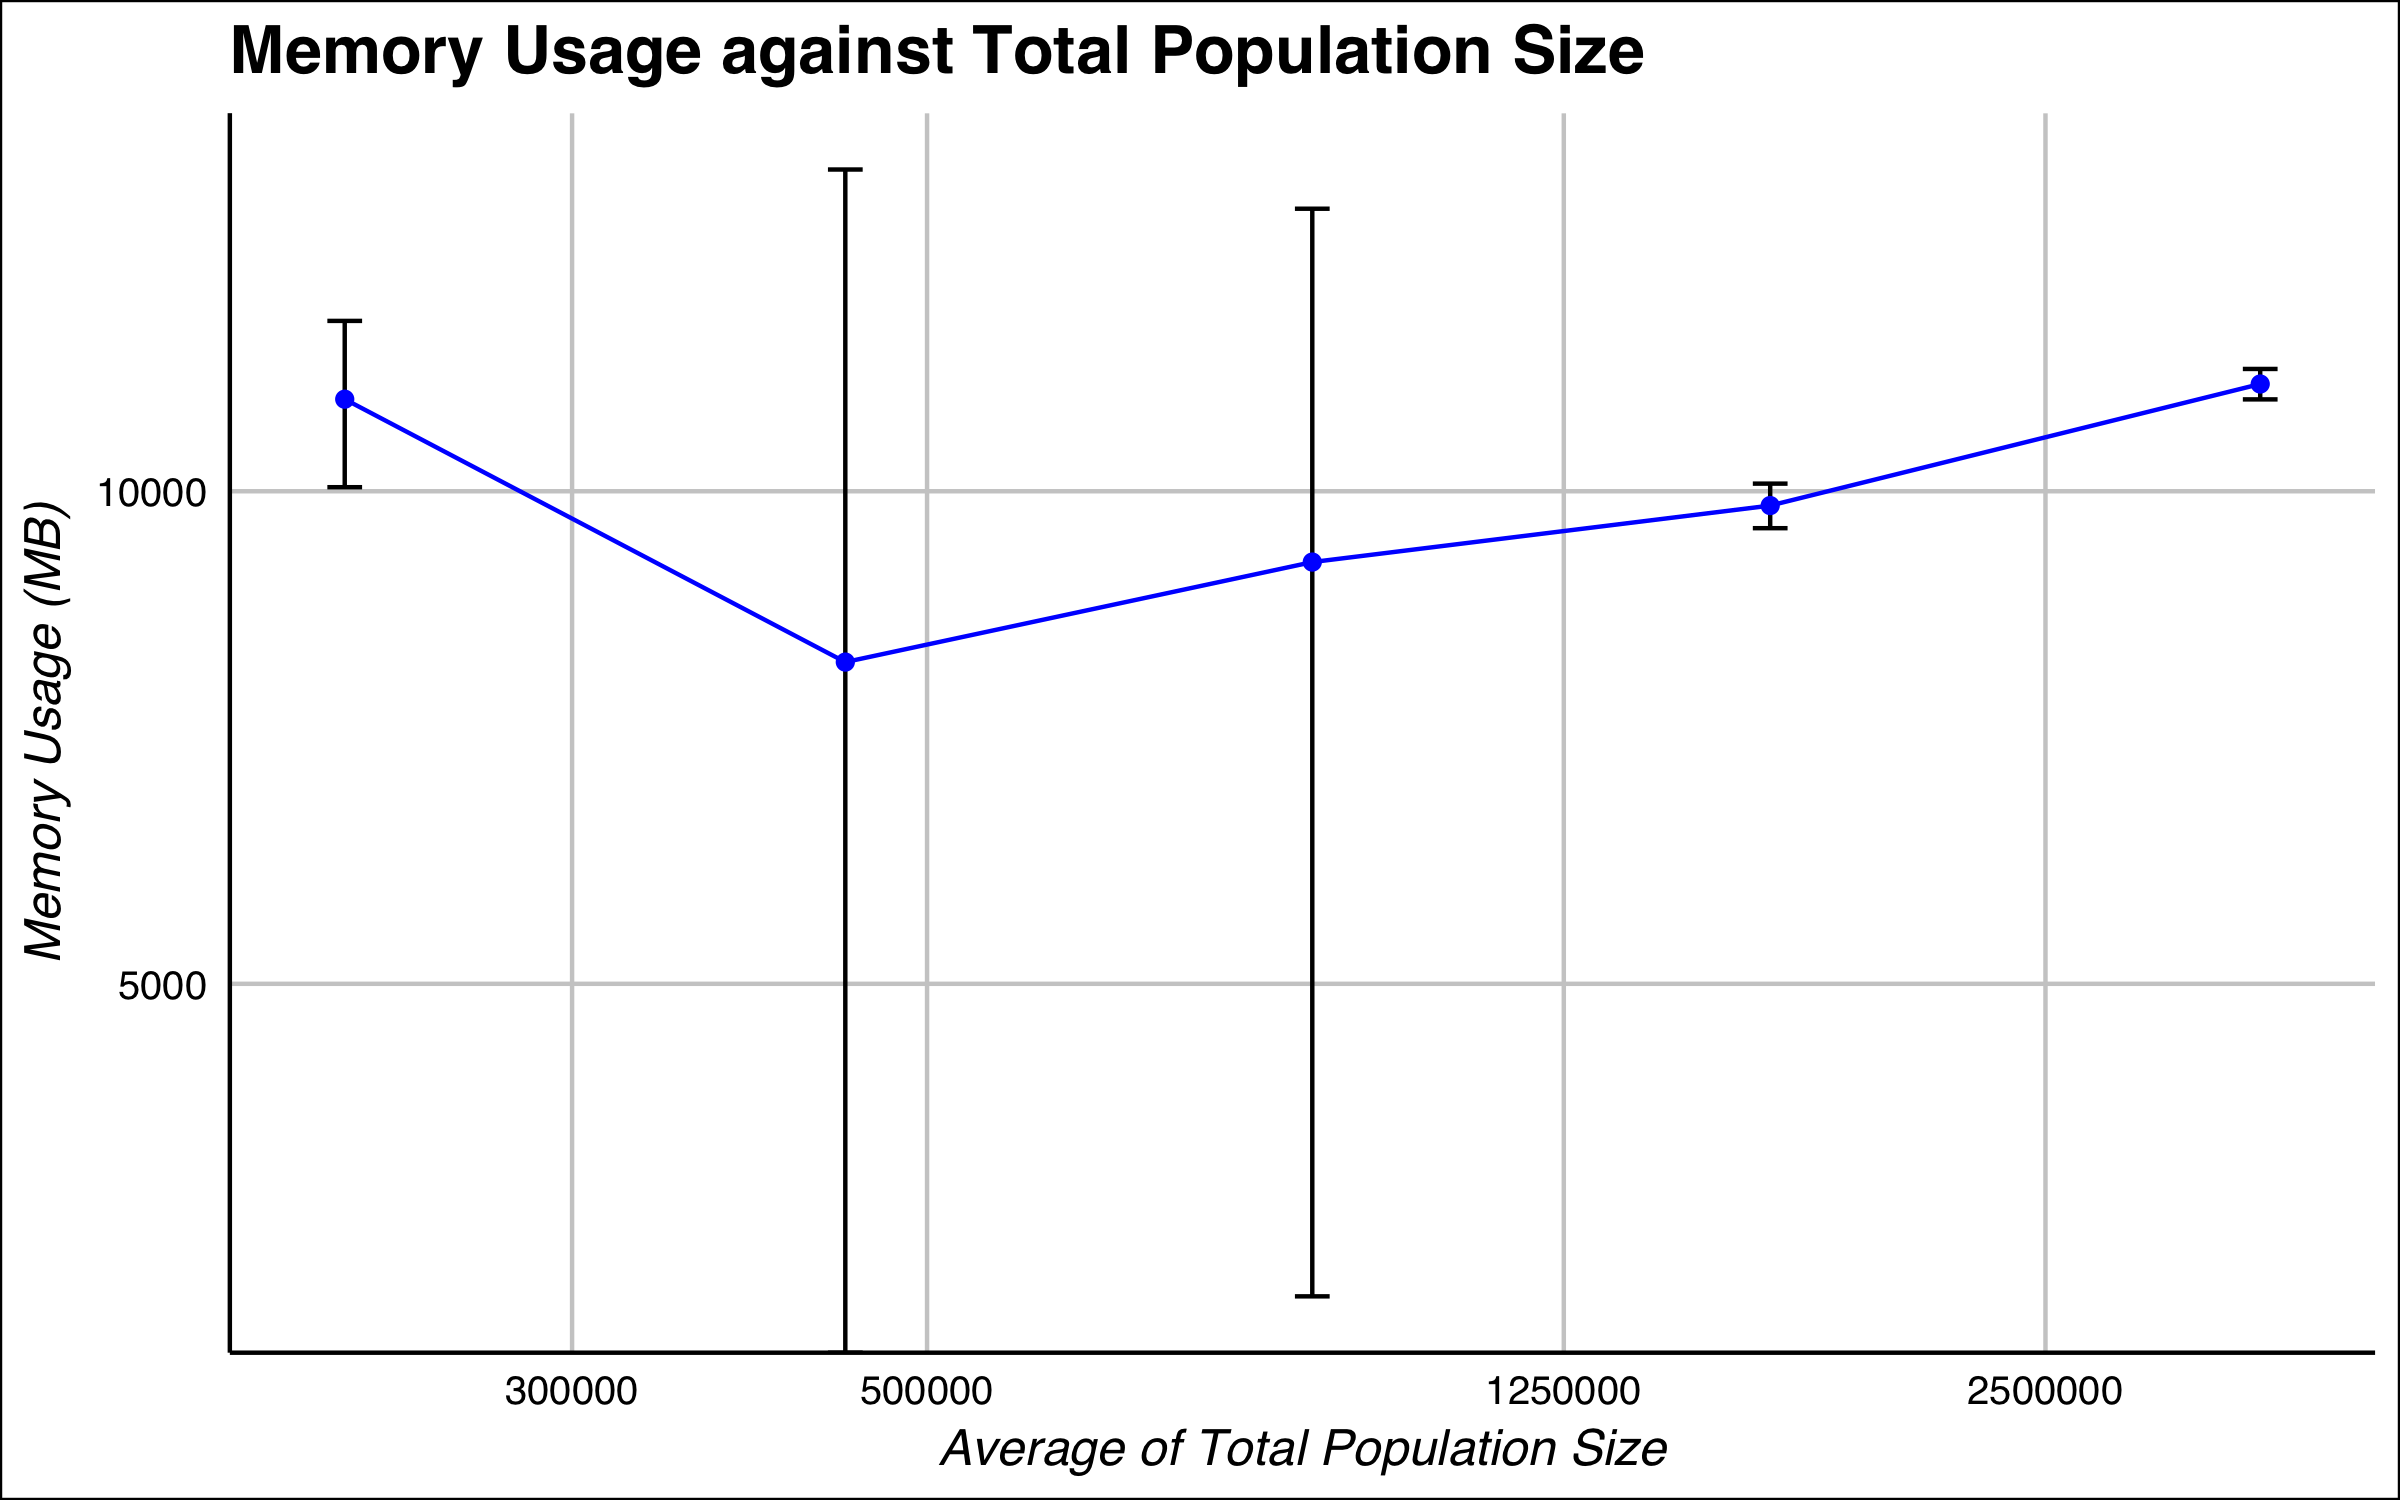 Memory Usage against Total Population Size
Memory Usage (MB)
10000
5000
300000
500000
1250000
2500000
Average of Total Population Size